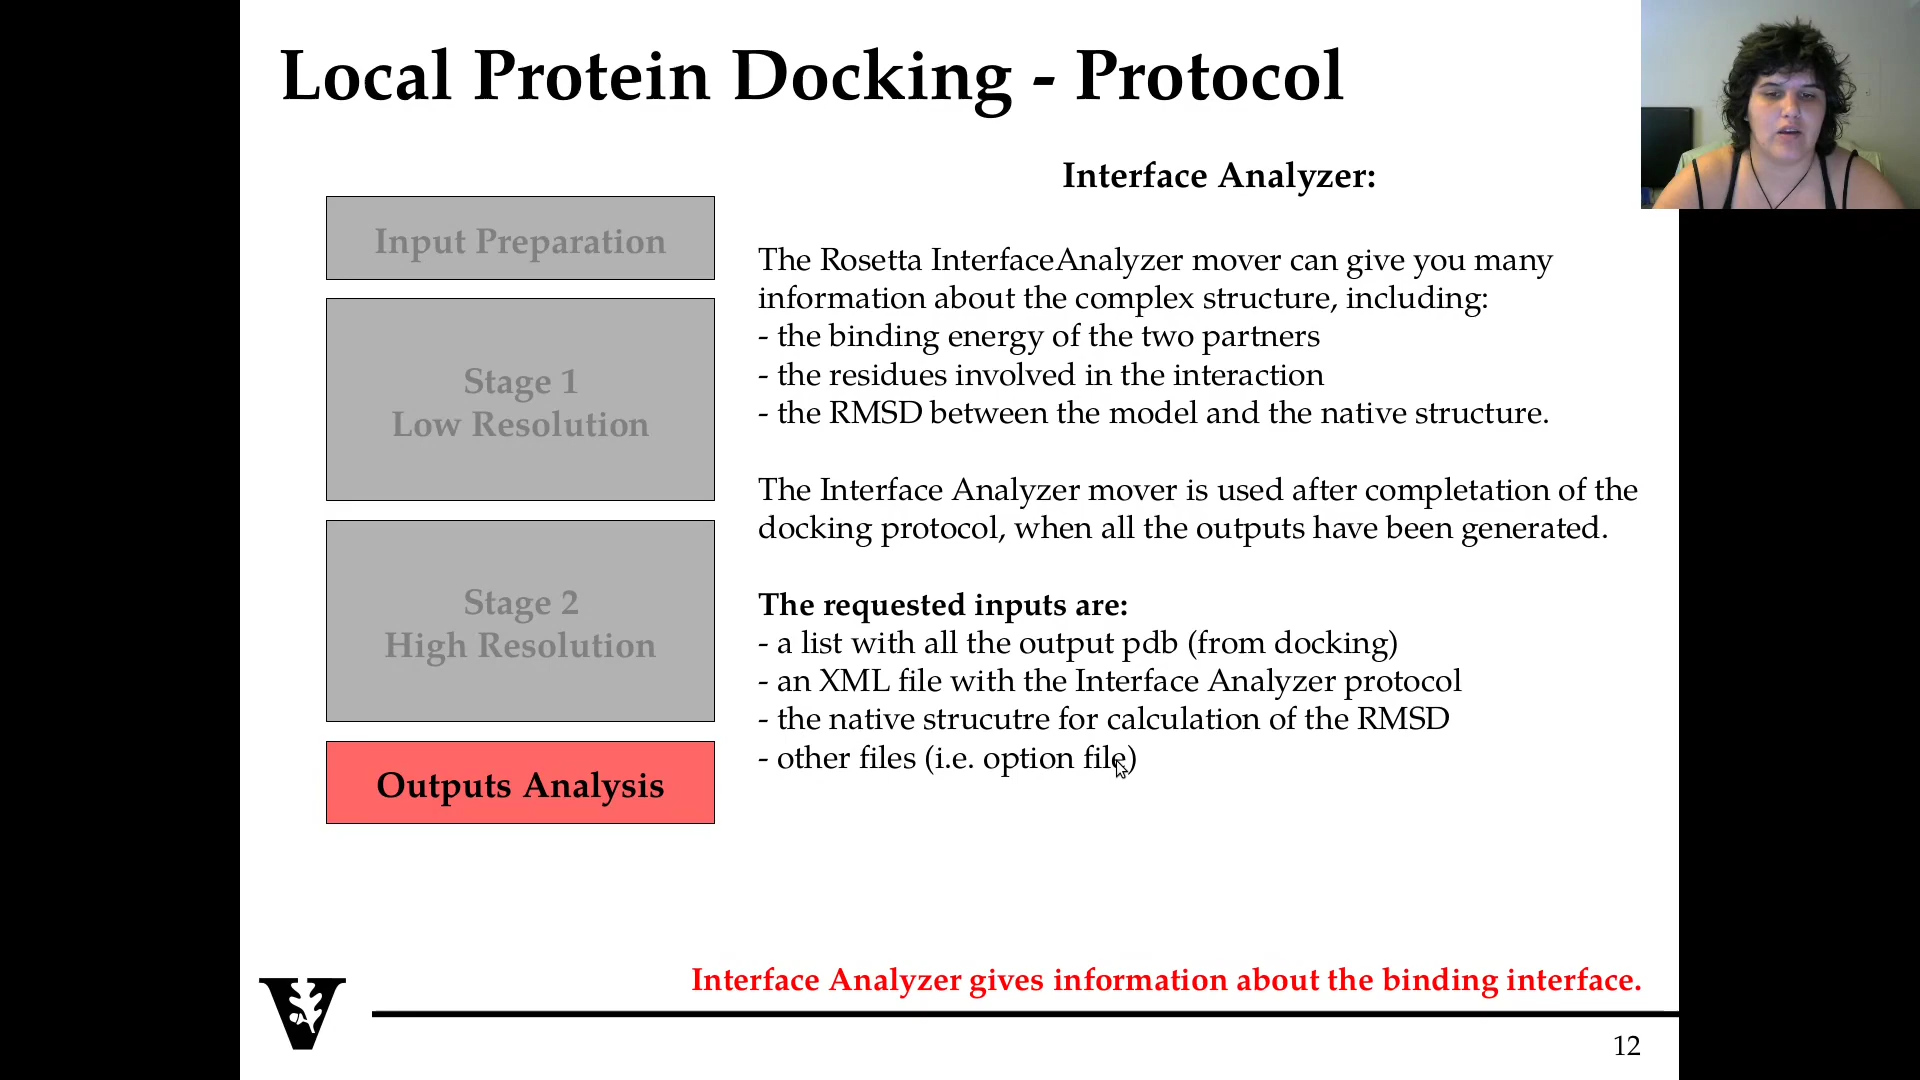 Local Protein Docking - Protocol
Interface Analyzer:
Input Preparation
Stage 1
Low Resolution
Stage 2
High Resolution
Outputs Analysis
The Rosetta InterfaceAnalyzer mover can give you many
information about the complex structure, including:
- the binding energy of the two partners
- the residues involved in the interaction
- the RMSD between the model and the native structure.
The Interface Analyzer mover is used after completation of the
docking protocol, when all the outputs have been generated.
The requested inputs are:
- a list with all the output pdb (from docking)
- an XML file with the Interface Analyzer protocol
- the native strucutre for calculation of the RMSD
- other files (i.e. option file)
Interface Analyzer gives information about the binding interface.
V
12